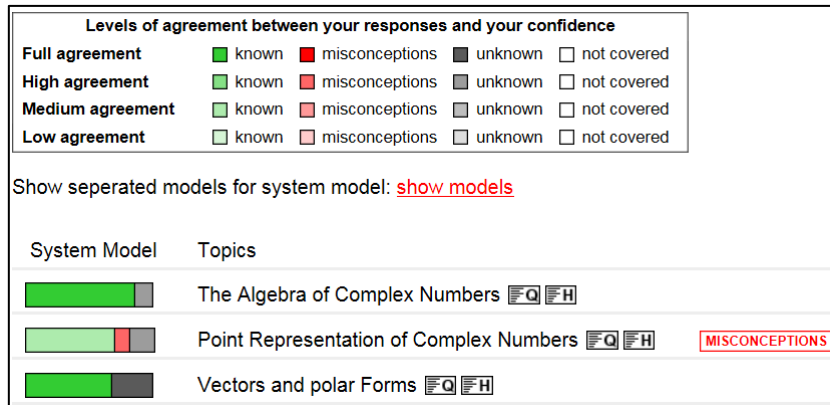 Levels of agreement between your responses and your confidence
Full agreement known misconceptions unknown not covered
High agreement known misconceptions unknown not covered
Medium agreement known misconceptions unknown not covered
Low agreement known misconceptions unknown not covered
Show seperated models for system model: show models
System Model Topics
The Algebra of Complex Numbers Q H
Point Representation of Complex Numbers Q H MISCONCEPTIONS
Vectors and polar Forms Q H